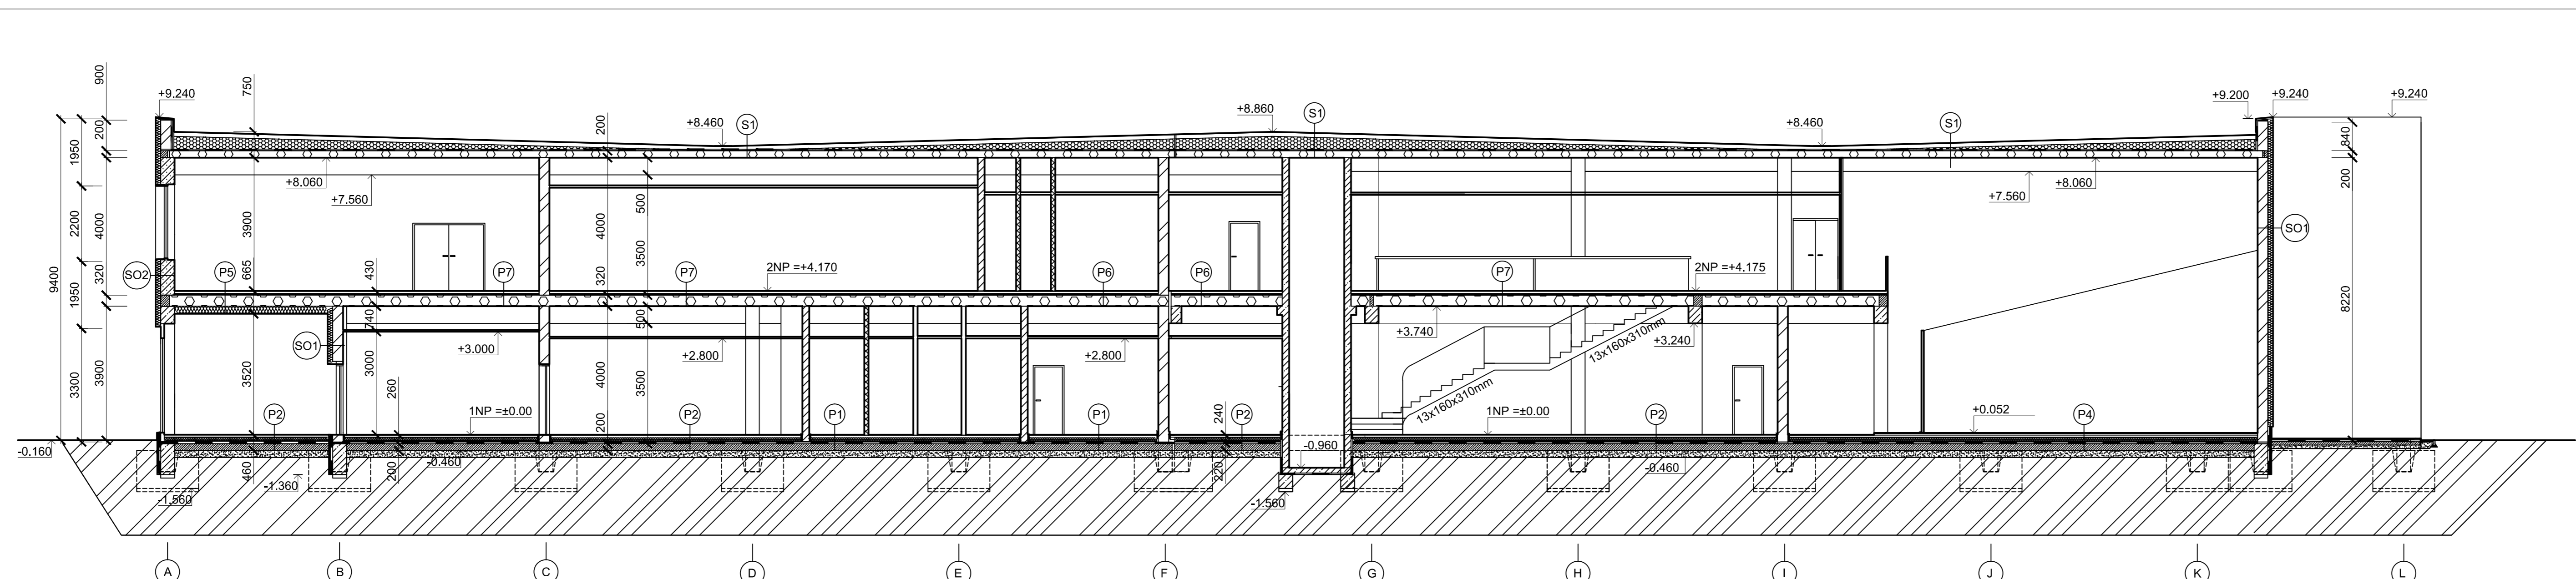 +9.240
+8.460
S1
+8.860
S1
+8.460
S1
+9.200
+9.240
+9.240
900
750
200
200
840
1950
+8.060
+7.560
+7.560
+8.060
200
2200
4000
3900
4000
500
3500
SO1
9400
SO2
P5
665
430
P7
320
P7
2NP =+4.170
P6
P6
P7
2NP =+4.175
320
1950
740
500
+3.740
8220
SO1
+3.000
+2.800
+2.800
+3.240
13x160x310mm
13x160x310mm
3300
3900
3520
3000
260
4000
3500
P2
1NP =±0.00
P2
P1
P1
240
P2
1NP =±0.00
P2
+0.052
P4
200
-0.160
-0.460
-0.960
-0.460
460
200
220
-1.360
-1.560
-1.560
A
B
C
D
E
F
G
H
I
J
K
L